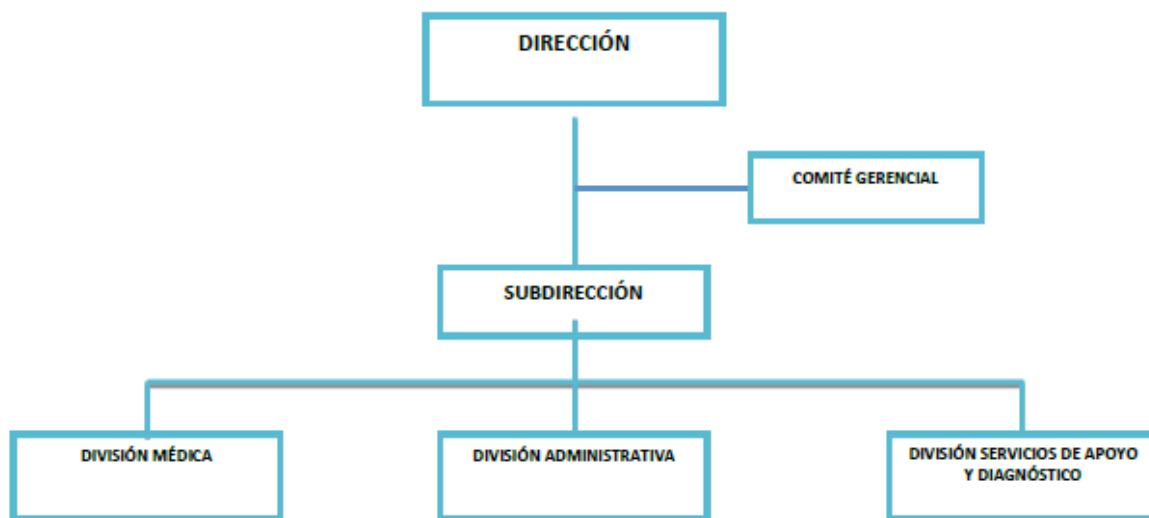 DIRECCIÓN
COMITÉ GERENCIAL
SUBDIRECCIÓN
DIVISIÓN MÉDICA
DIVISIÓN ADMINISTRATIVA
DIVISIÓN SERVICIOS DE APOYO
Y DIAGNÓSTICO